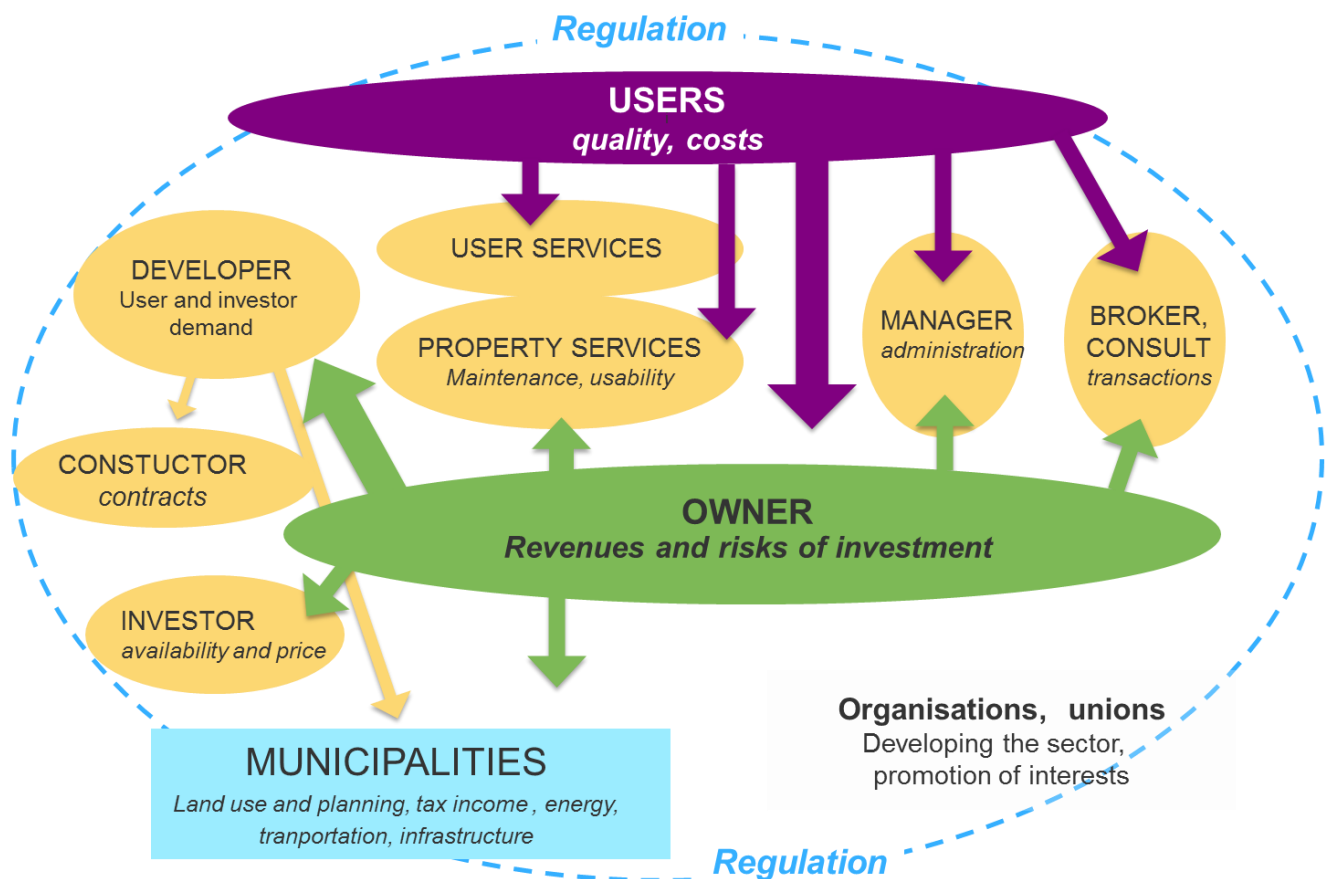 Regulation
USERS
quality, costs
USER SERVICES
DEVELOPER
User and investor
demand
PROPERTY SERVICES
Maintenance, usability
MANAGER
administration
BROKER,
CONSULT
transactions
CONSTUCTOR
contracts
OWNER
Revenues and risks of investment
INVESTOR
availability and price
Organisations, unions
Developing the sector,
promotion of interests
MUNICIPALITIES
Land use and planning, tax income , energy,
tranportation, infrastructure
Regulation